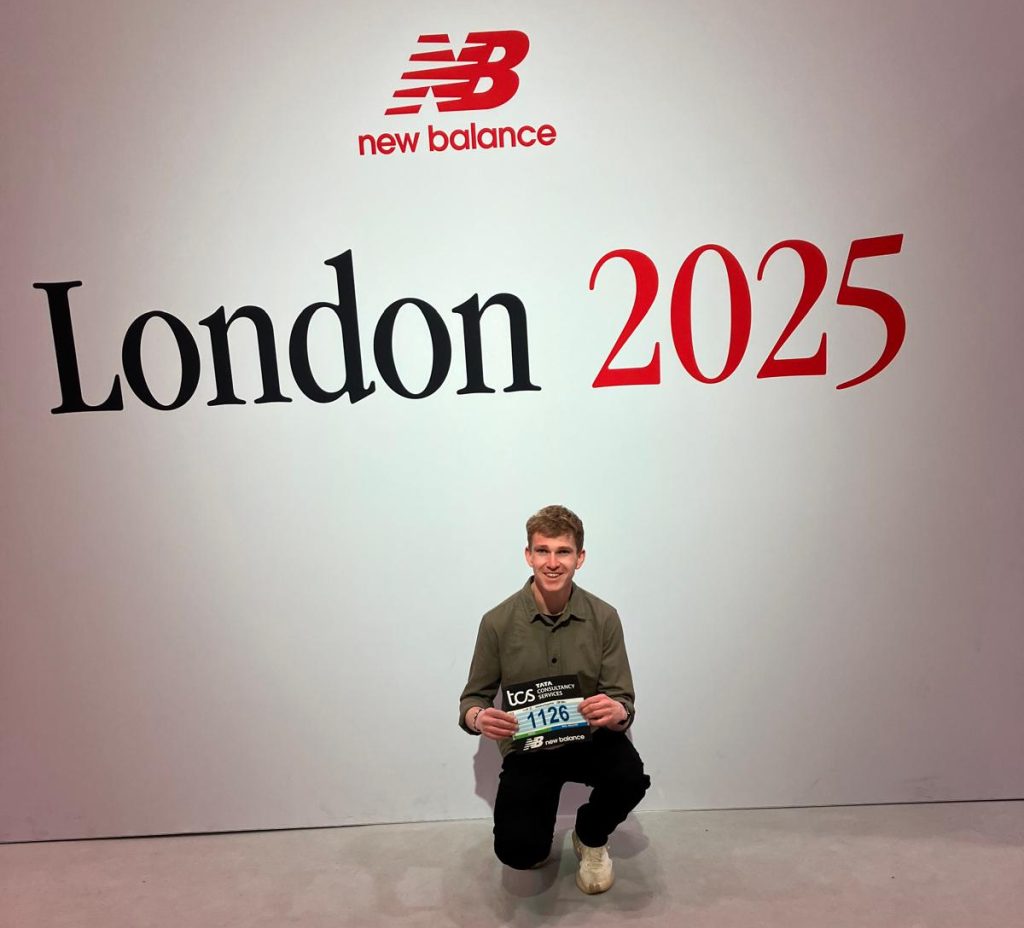 NB
new balance
London 2025
tcs TATA
CONSULTANCY
SERVICES
1126
NB new balance